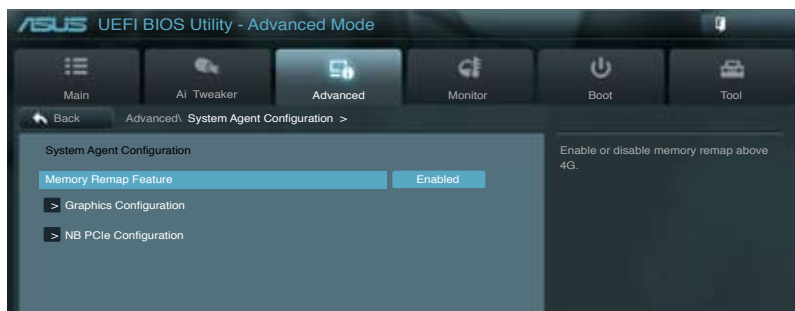 ASUS UEFI BIOS Utility - Advanced Mode
Main Ai Tweaker Advanced Monitor Boot Tool
Back Advanced\ System Agent Configuration >
System Agent Configuration
Enable or disable memory remap above
4G.
Memory Remap Feature Enabled
> Graphics Configuration
> NB PCIe Configuration